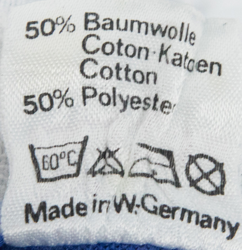 50% Baumwolle
Coton-Katoen
Cotton
50% Polyester
60°C
Made in W.-Germany